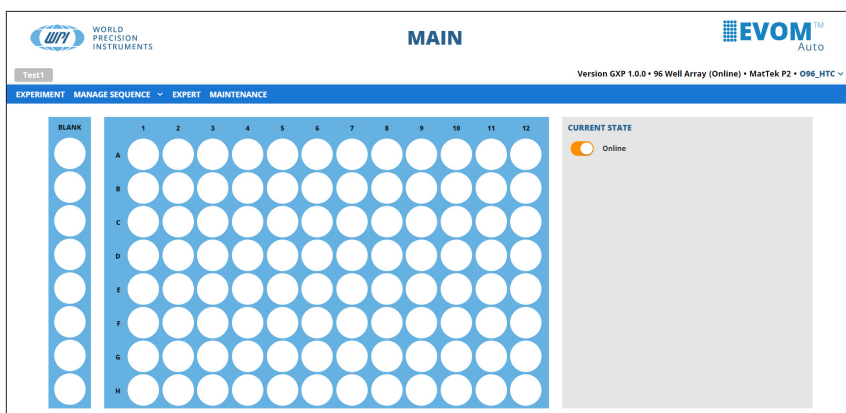 WPI
WORLD
PRECISION
INSTRUMENTS
MAIN
EVOM™
Auto
Test1
Version GXP 1.0.0 • 96 Well Array (Online) • MatTek P2 • O96_HTC
EXPERIMENT MANAGE SEQUENCE EXPERT MAINTENANCE
BLANK 1 2 3 4 5 6 7 8 9 10 11 12 CURRENT STATE
A Online
B
C
D
E
F
G
H